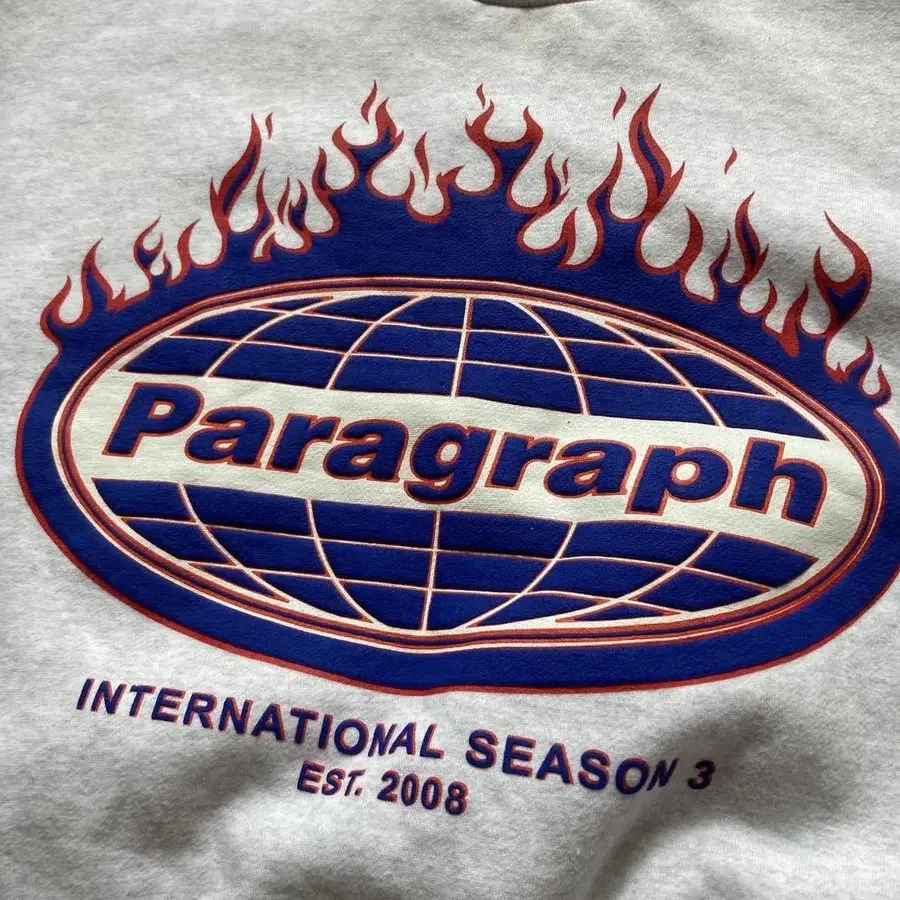 Paragraph
INTERNATIONAL SEASON 3
EST. 2008